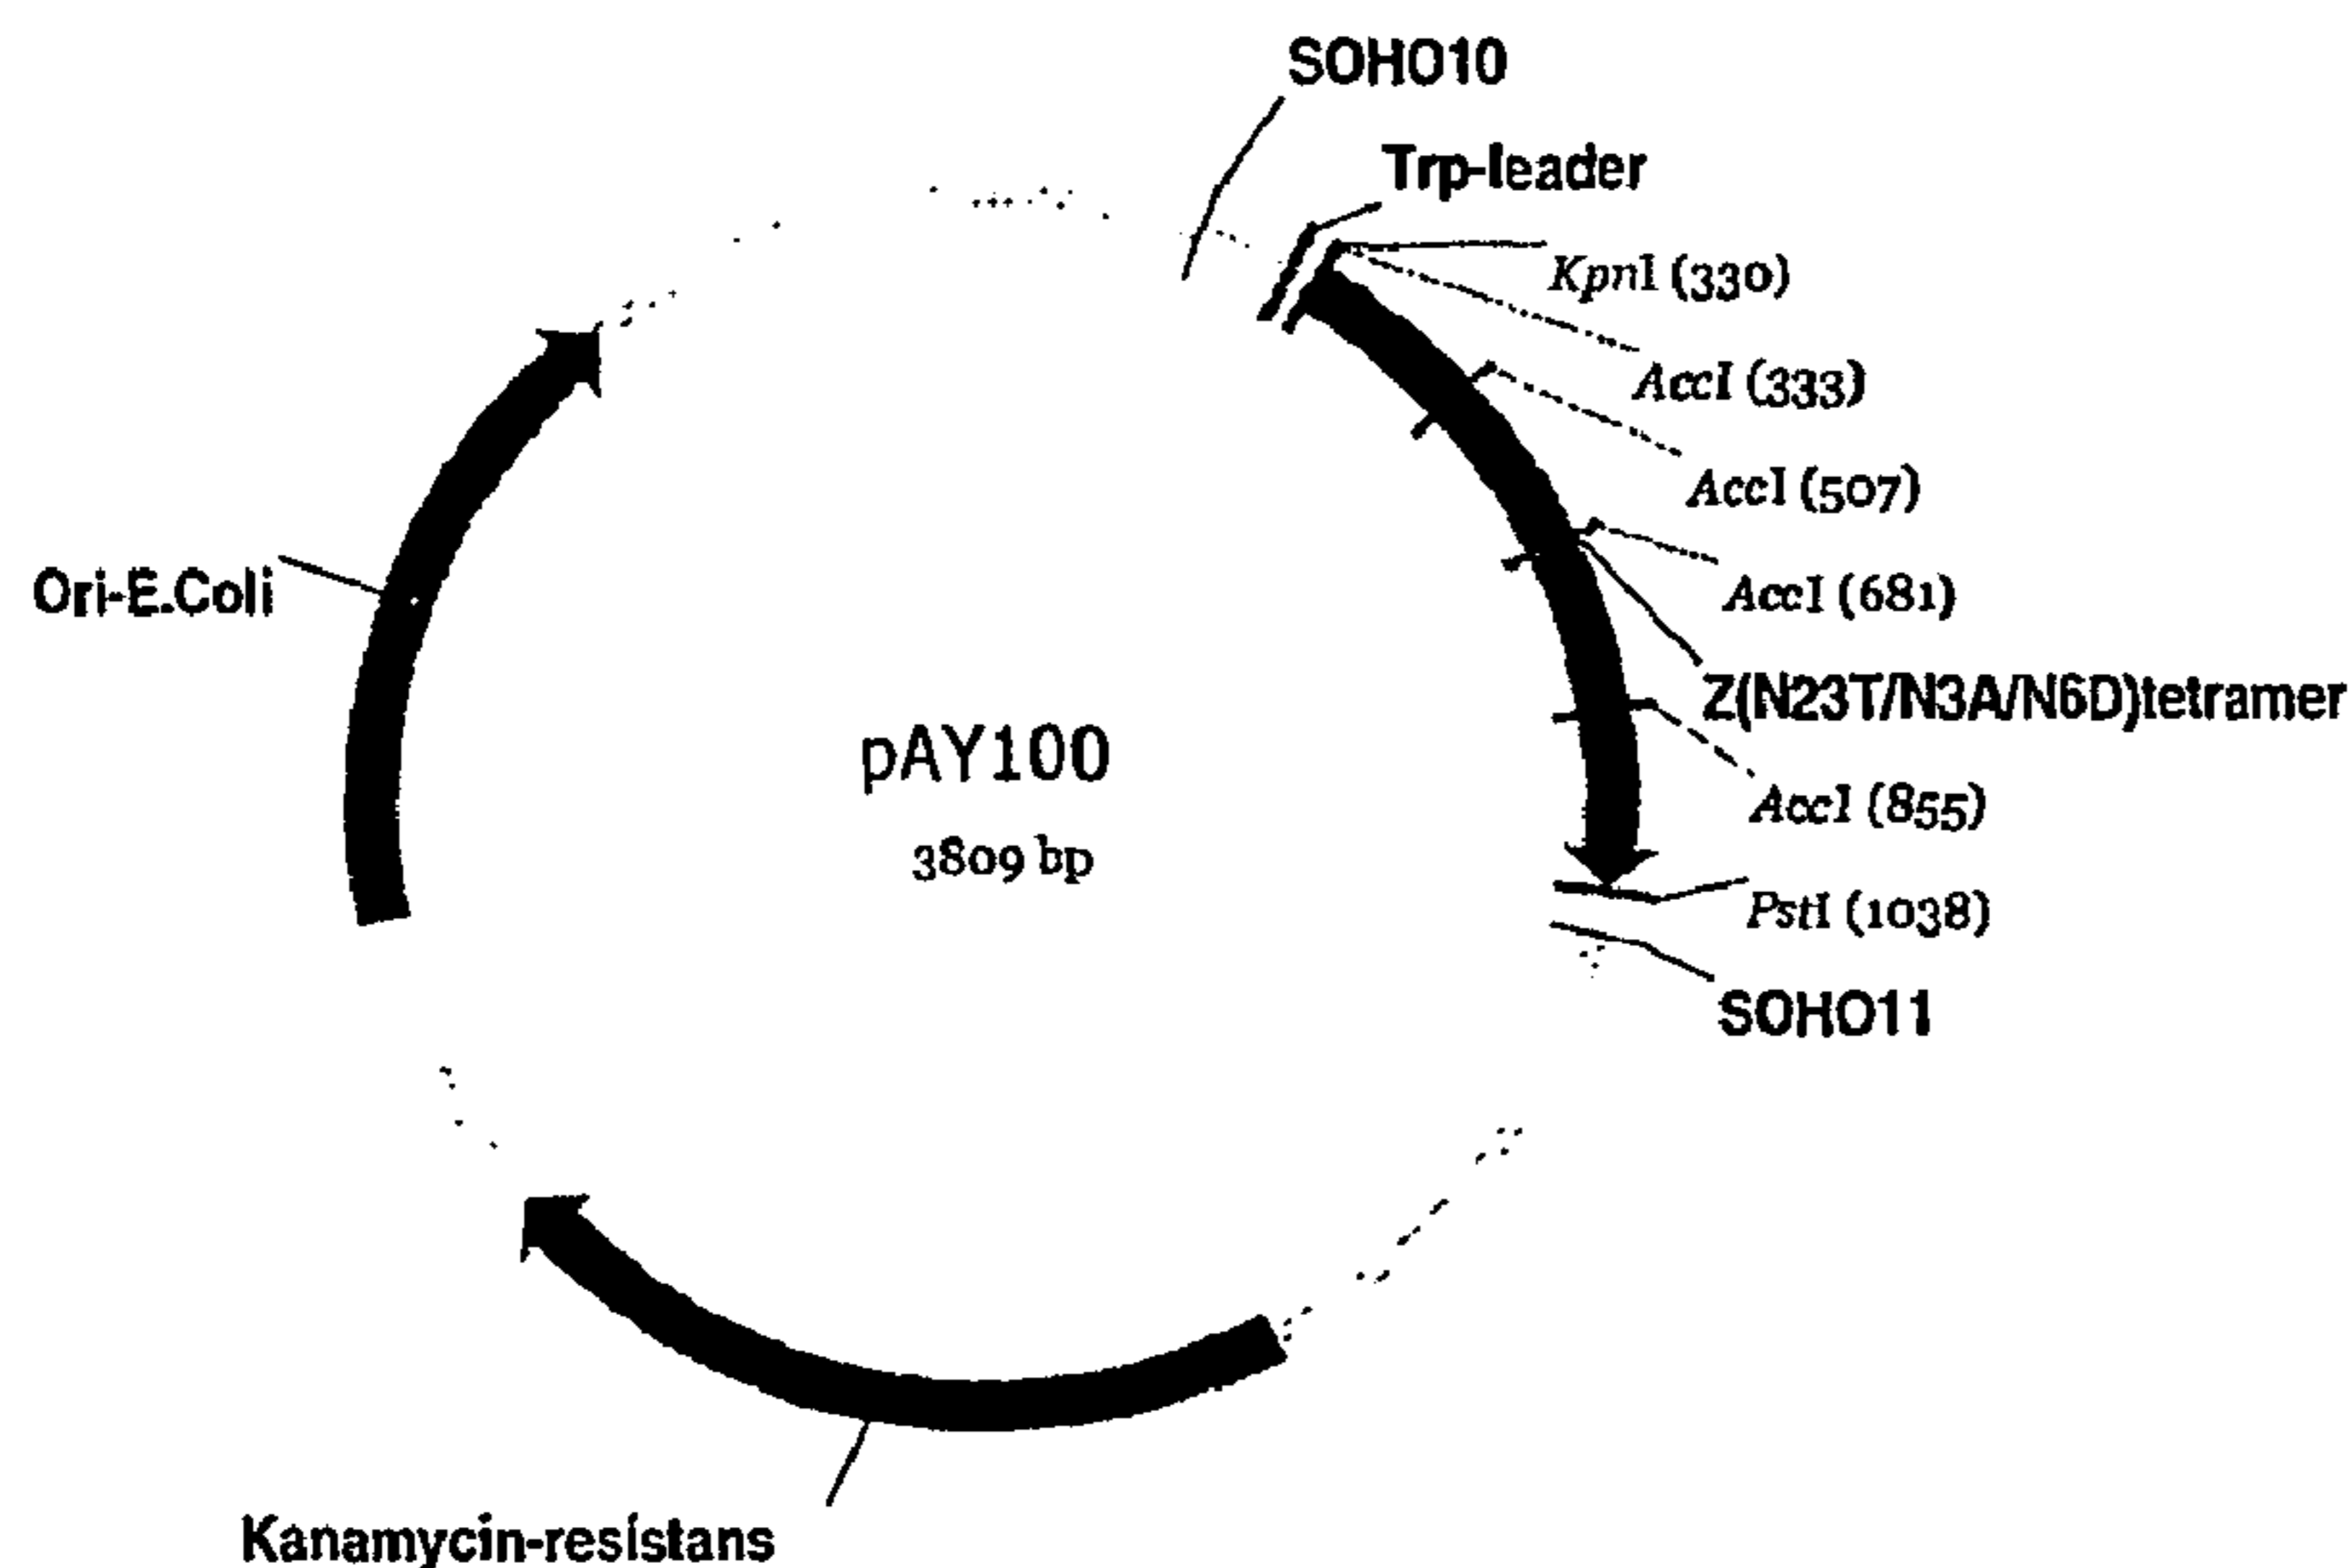 SOHO10
Trp-leader
KpnI (330)
AccI (333)
AccI (507)
Ori-E.Coli
AccI (681)
Z(N23T/N3A/N6D)tetramer
pAY100
AccI (855)
3809 bp
PstI (1038)
SOHO11
Kanamycin-resistans